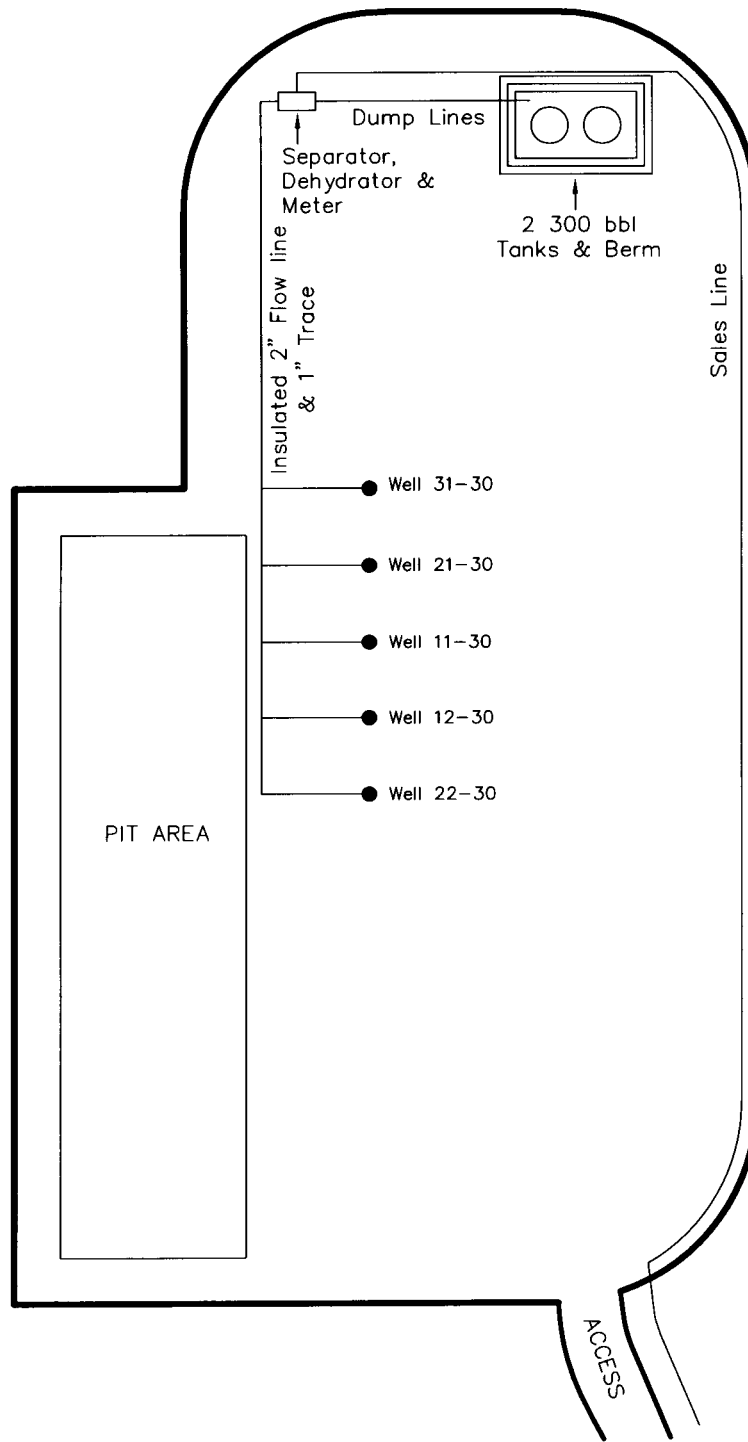 Dump Lines
Separator,
Dehydrator &
Meter
2 300 bbl
Tanks & Berm
Insulated 2" Flow line
& 1" Trace
Sales Line
Well 31-30
Well 21-30
Well 11-30
Well 12-30
Well 22-30
PIT AREA
ACCESS